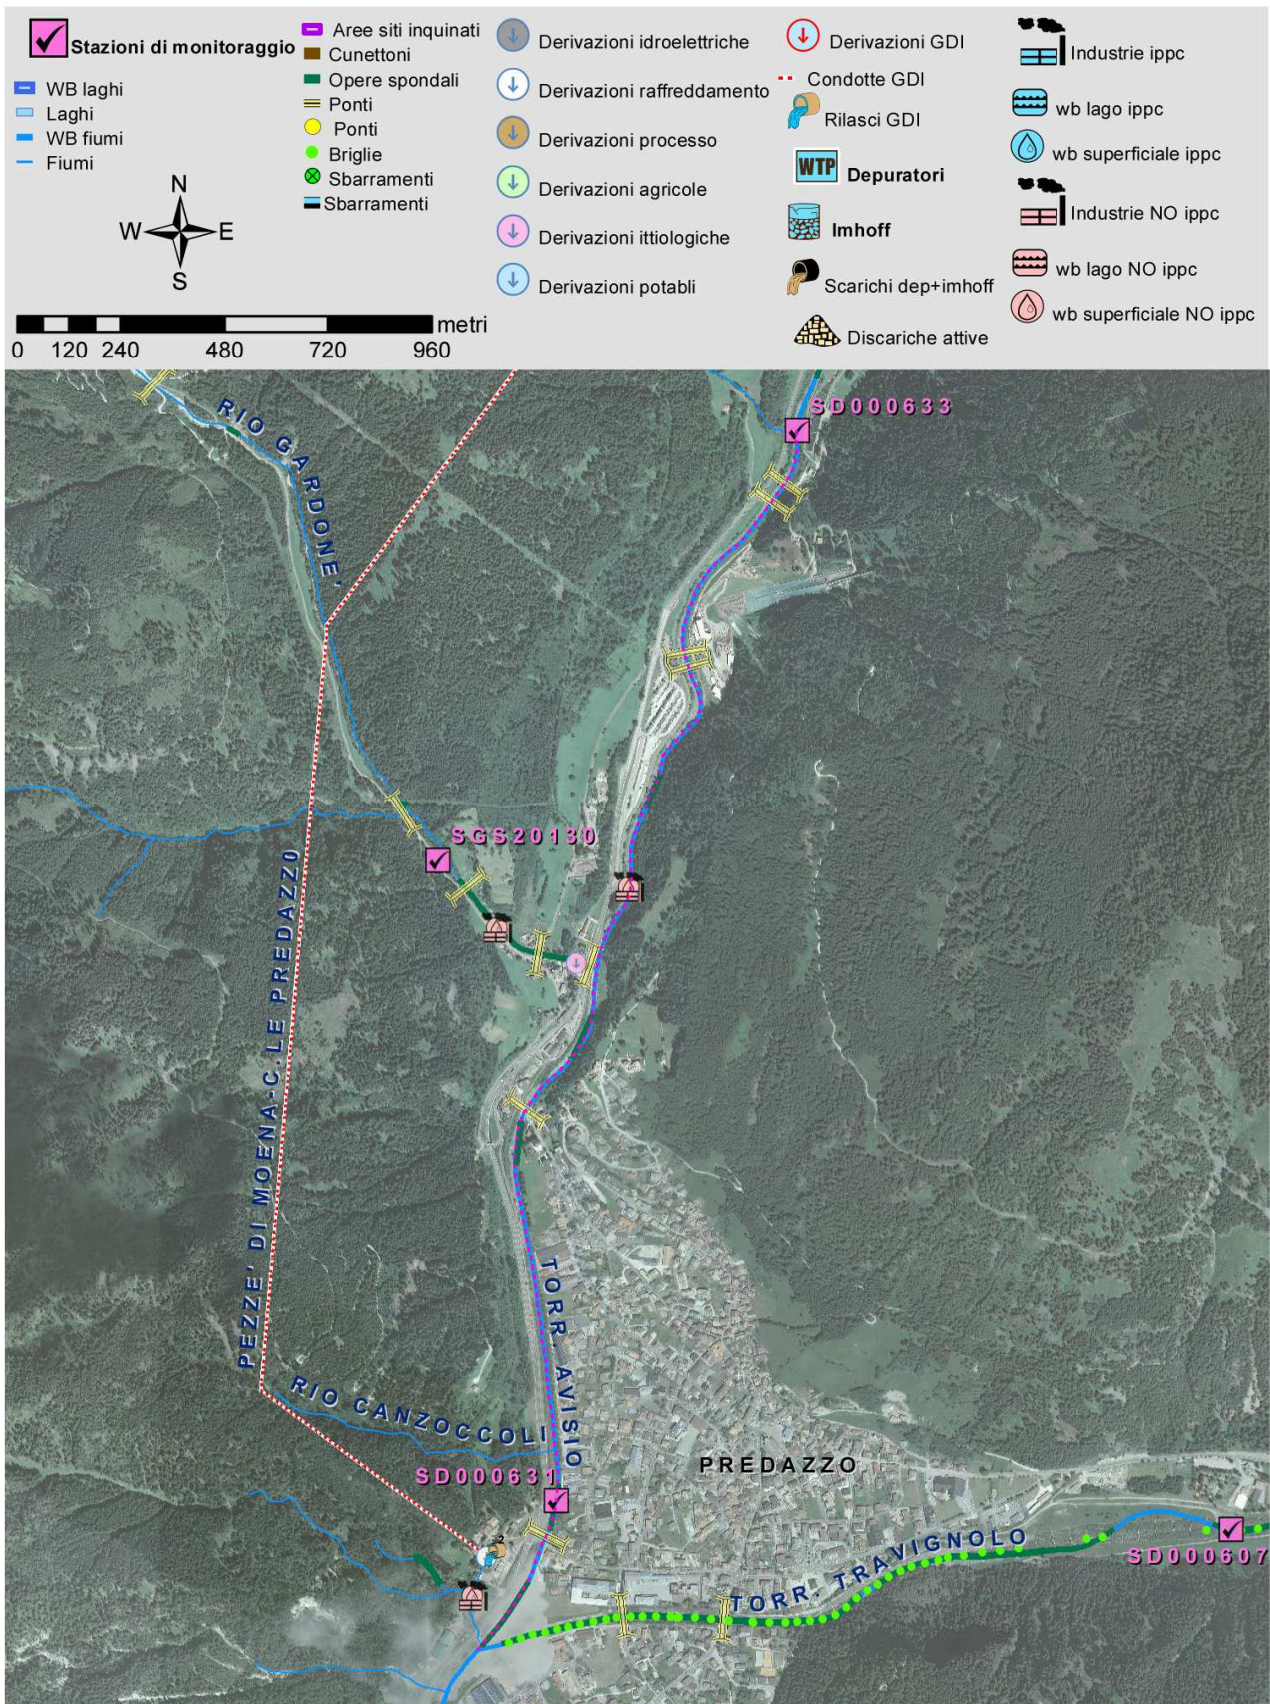 Stazioni di monitoraggio
WB laghi
Laghi
WB fiumi
Fiumi
N
W E
S
Aree siti inquinati
Cunettoni
Opere spondali
Ponti
Ponti
Briglie
Sbarramenti
Sbarramenti
Derivazioni idroelettriche
Derivazioni raffreddamento
Derivazioni processo
Derivazioni agricole
Derivazioni ittiologiche
Derivazioni potabli
Derivazioni GDI
Condotte GDI
Rilasci GDI
WTP Depuratori
Imhoff
Scarichi dep+imhoff
Discariche attive
Industrie ippc
wb lago ippc
wb superficiale ippc
Industrie NO ippc
wb lago NO ippc
wb superficiale NO ippc
metri
0 120 240 480 720 960
SD000633
RIO GARDONE'
SGS20130
PEZZE' DI MOENA-C.LE PREDAZZO
TORR. AVISIO
RIO CANZOCCOLI
PREDAZZO
SD000631
2
TORR. TRAVIGNOLO
SD000607